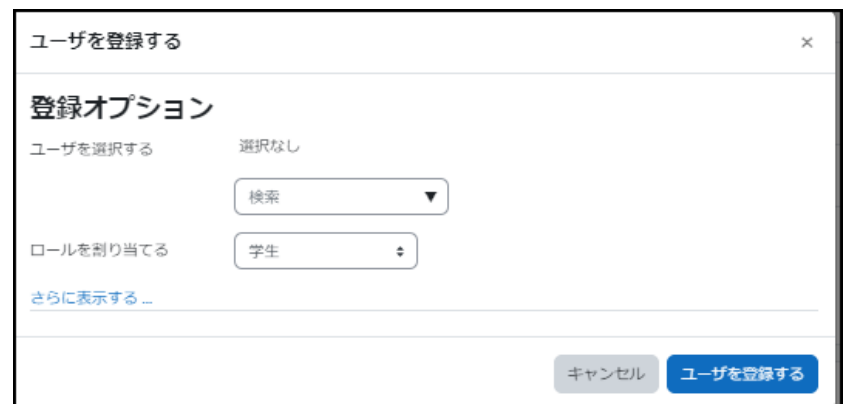 ユーザを登録する ×
登録オプション
ユーザを選択する 選択なし
検索 ▼
ロールを割り当てる 学生
さらに表示する ...
キャンセル ユーザを登録する